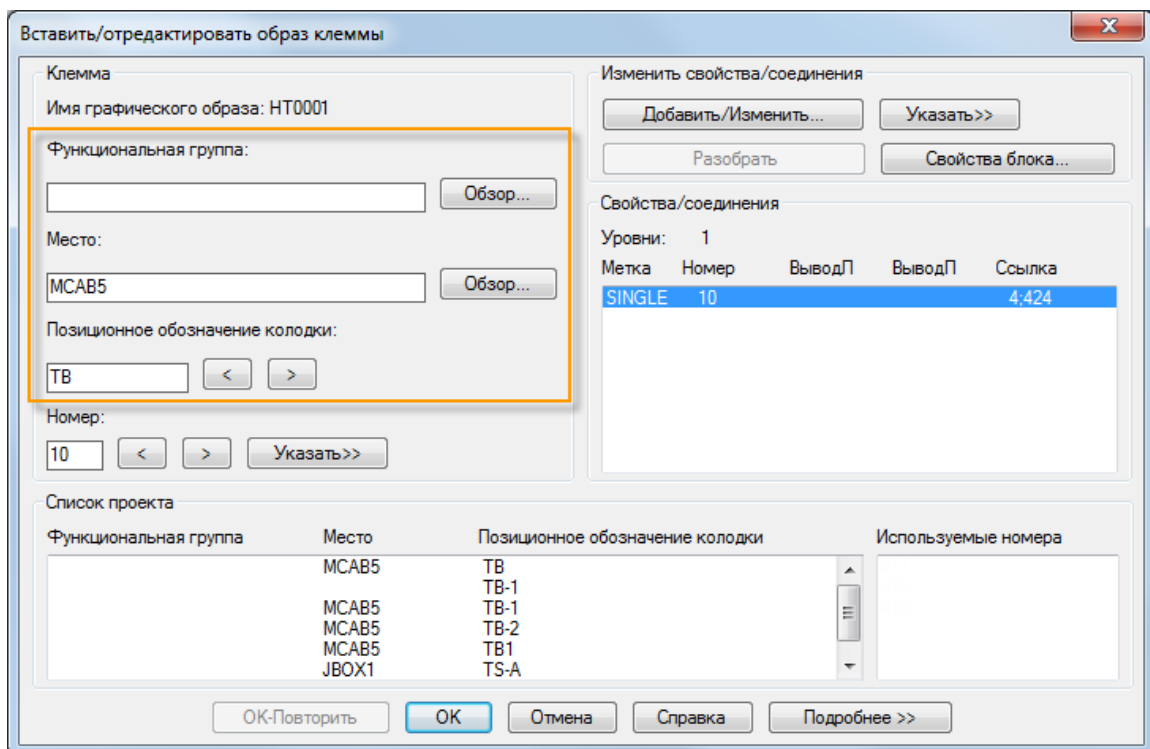 Вставить/отредактировать образ клеммы
Клемма
Имя графического образа: HT0001
Функциональная группа:
Обзор...
Место:
MCAB5
Обзор...
Позиционное обозначение колодки:
TB
<
>
Номер:
10
<
>
Указать>>
Изменить свойства/соединения
Добавить/Изменить...
Указать>>
Разобрать
Свойства блока...
Свойства/соединения
Уровни: 1
Метка Номер ВыводП ВыводП Ссылка
SINGLE 10 4;424
Список проекта
Функциональная группа Место Позиционное обозначение колодки
MCAB5 TB
TB-1
MCAB5 TB-1
MCAB5 TB-2
MCAB5 TB1
JBOX1 TS-A
Используемые номера
ОК-Повторить
ОК
Отмена
Справка
Подробнее >>